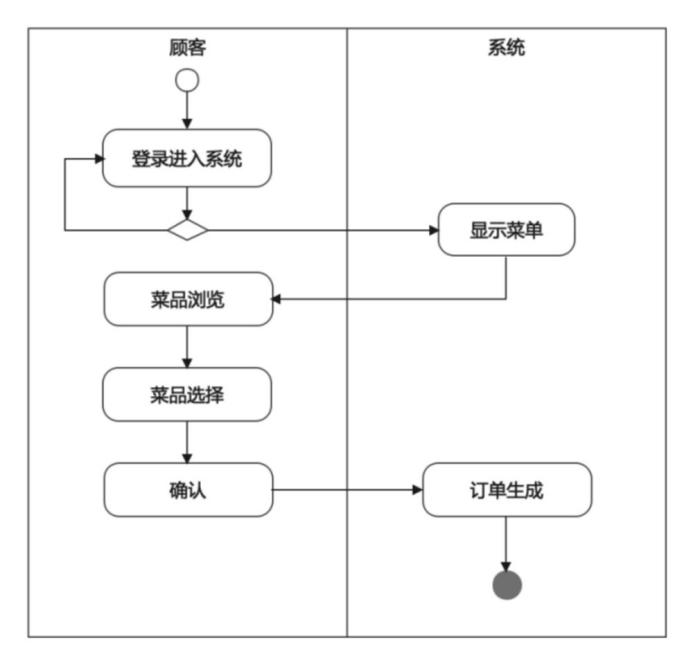 顾客
系统
登录进入系统
显示菜单
菜品浏览
菜品选择
确认
订单生成